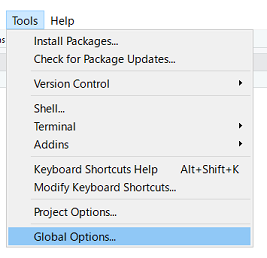 Tools Help
Install Packages...
Check for Package Updates...
Version Control
Shell...
Terminal
Addins
Keyboard Shortcuts Help Alt+Shift+K
Modify Keyboard Shortcuts...
Project Options...
Global Options...